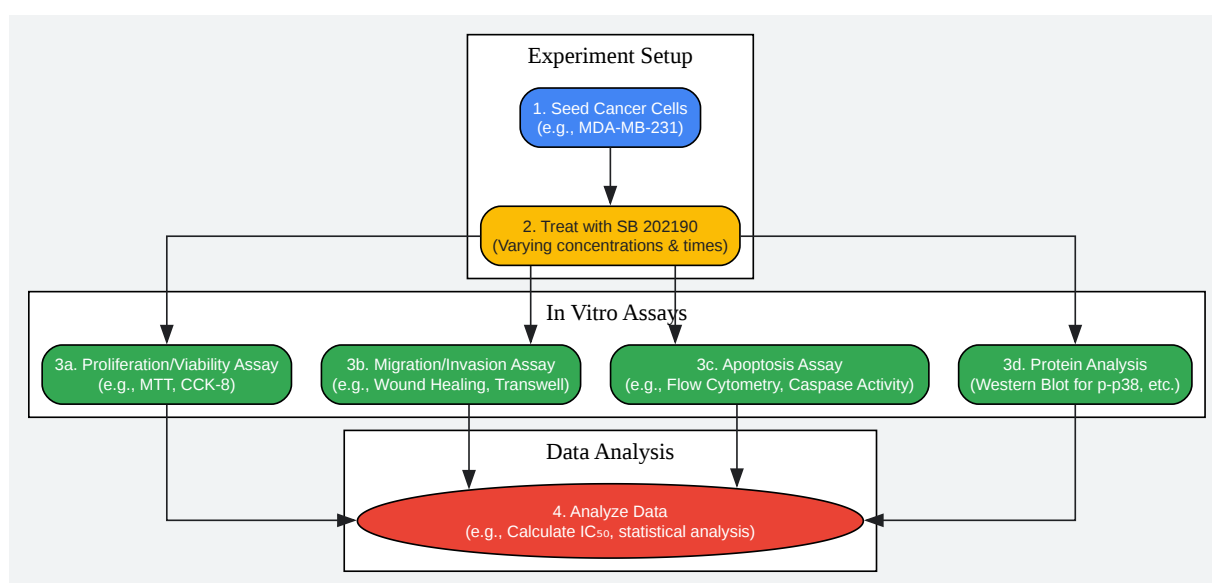 Experiment Setup
1. Seed Cancer Cells
(e.g., MDA-MB-231)
2. Treat with SB 202190
(Varying concentrations & times)
In Vitro Assays
3a. Proliferation/Viability Assay
(e.g., MTT, CCK-8)
3b. Migration/Invasion Assay
(e.g., Wound Healing, Transwell)
3c. Apoptosis Assay
(e.g., Flow Cytometry, Caspase Activity)
3d. Protein Analysis
(Western Blot for p-p38, etc.)
Data Analysis
4. Analyze Data
(e.g., Calculate IC₅₀, statistical analysis)